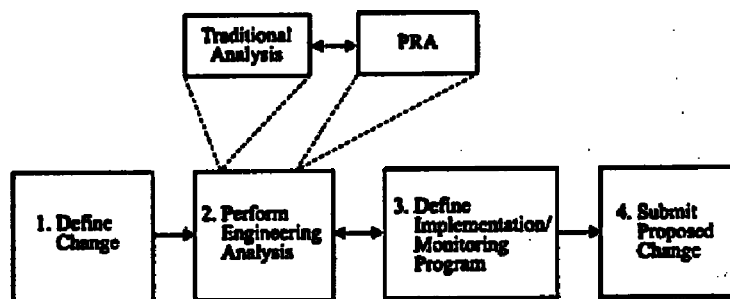 Traditional
Analysis
PRA
1. Define
Change
2. Perform
Engineering
Analysis
3. Define
Implementation/
Monitoring
Program
4. Submit
Proposed
Change